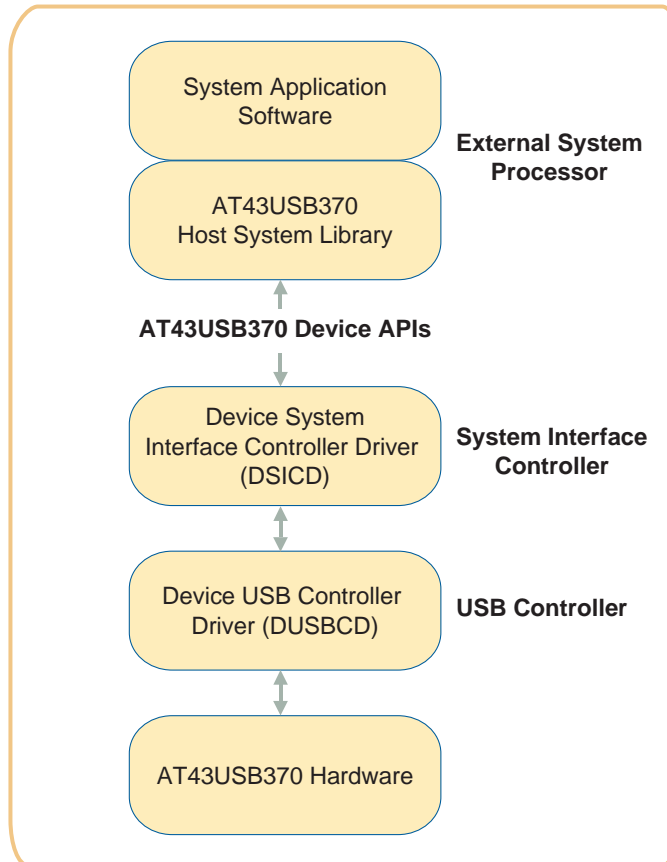 System Application
Software
External System
Processor
AT43USB370
Host System Library
AT43USB370 Device APIs
Device System
Interface Controller Driver
(DSICD)
System Interface
Controller
Device USB Controller
Driver (DUSBCD)
USB Controller
AT43USB370 Hardware